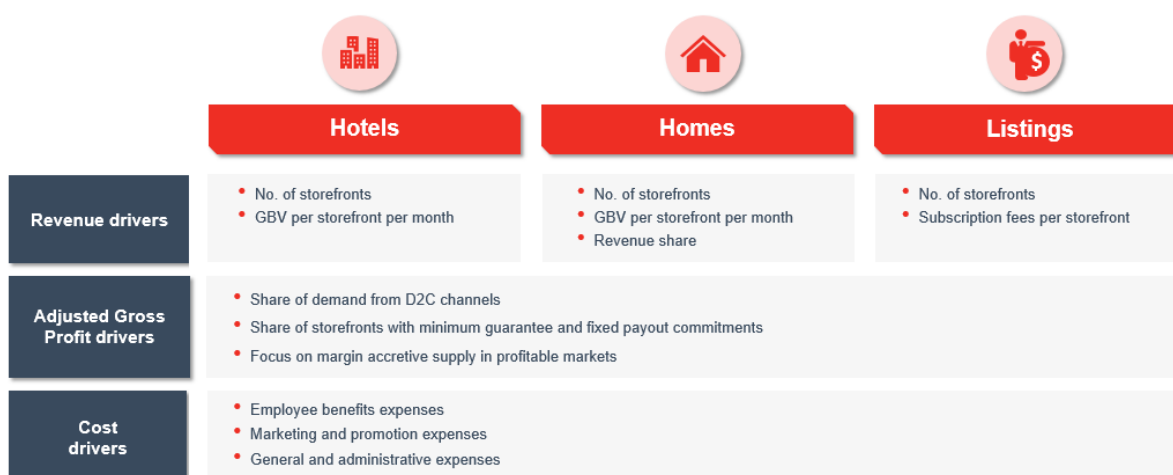 Hotels
Homes
Listings
Revenue drivers
• No. of storefronts
• GBV per storefront per month
• No. of storefronts
• GBV per storefront per month
• Revenue share
• No. of storefronts
• Subscription fees per storefront
Adjusted Gross
Profit drivers
• Share of demand from D2C channels
• Share of storefronts with minimum guarantee and fixed payout commitments
• Focus on margin accretive supply in profitable markets
Cost
drivers
• Employee benefits expenses
• Marketing and promotion expenses
• General and administrative expenses